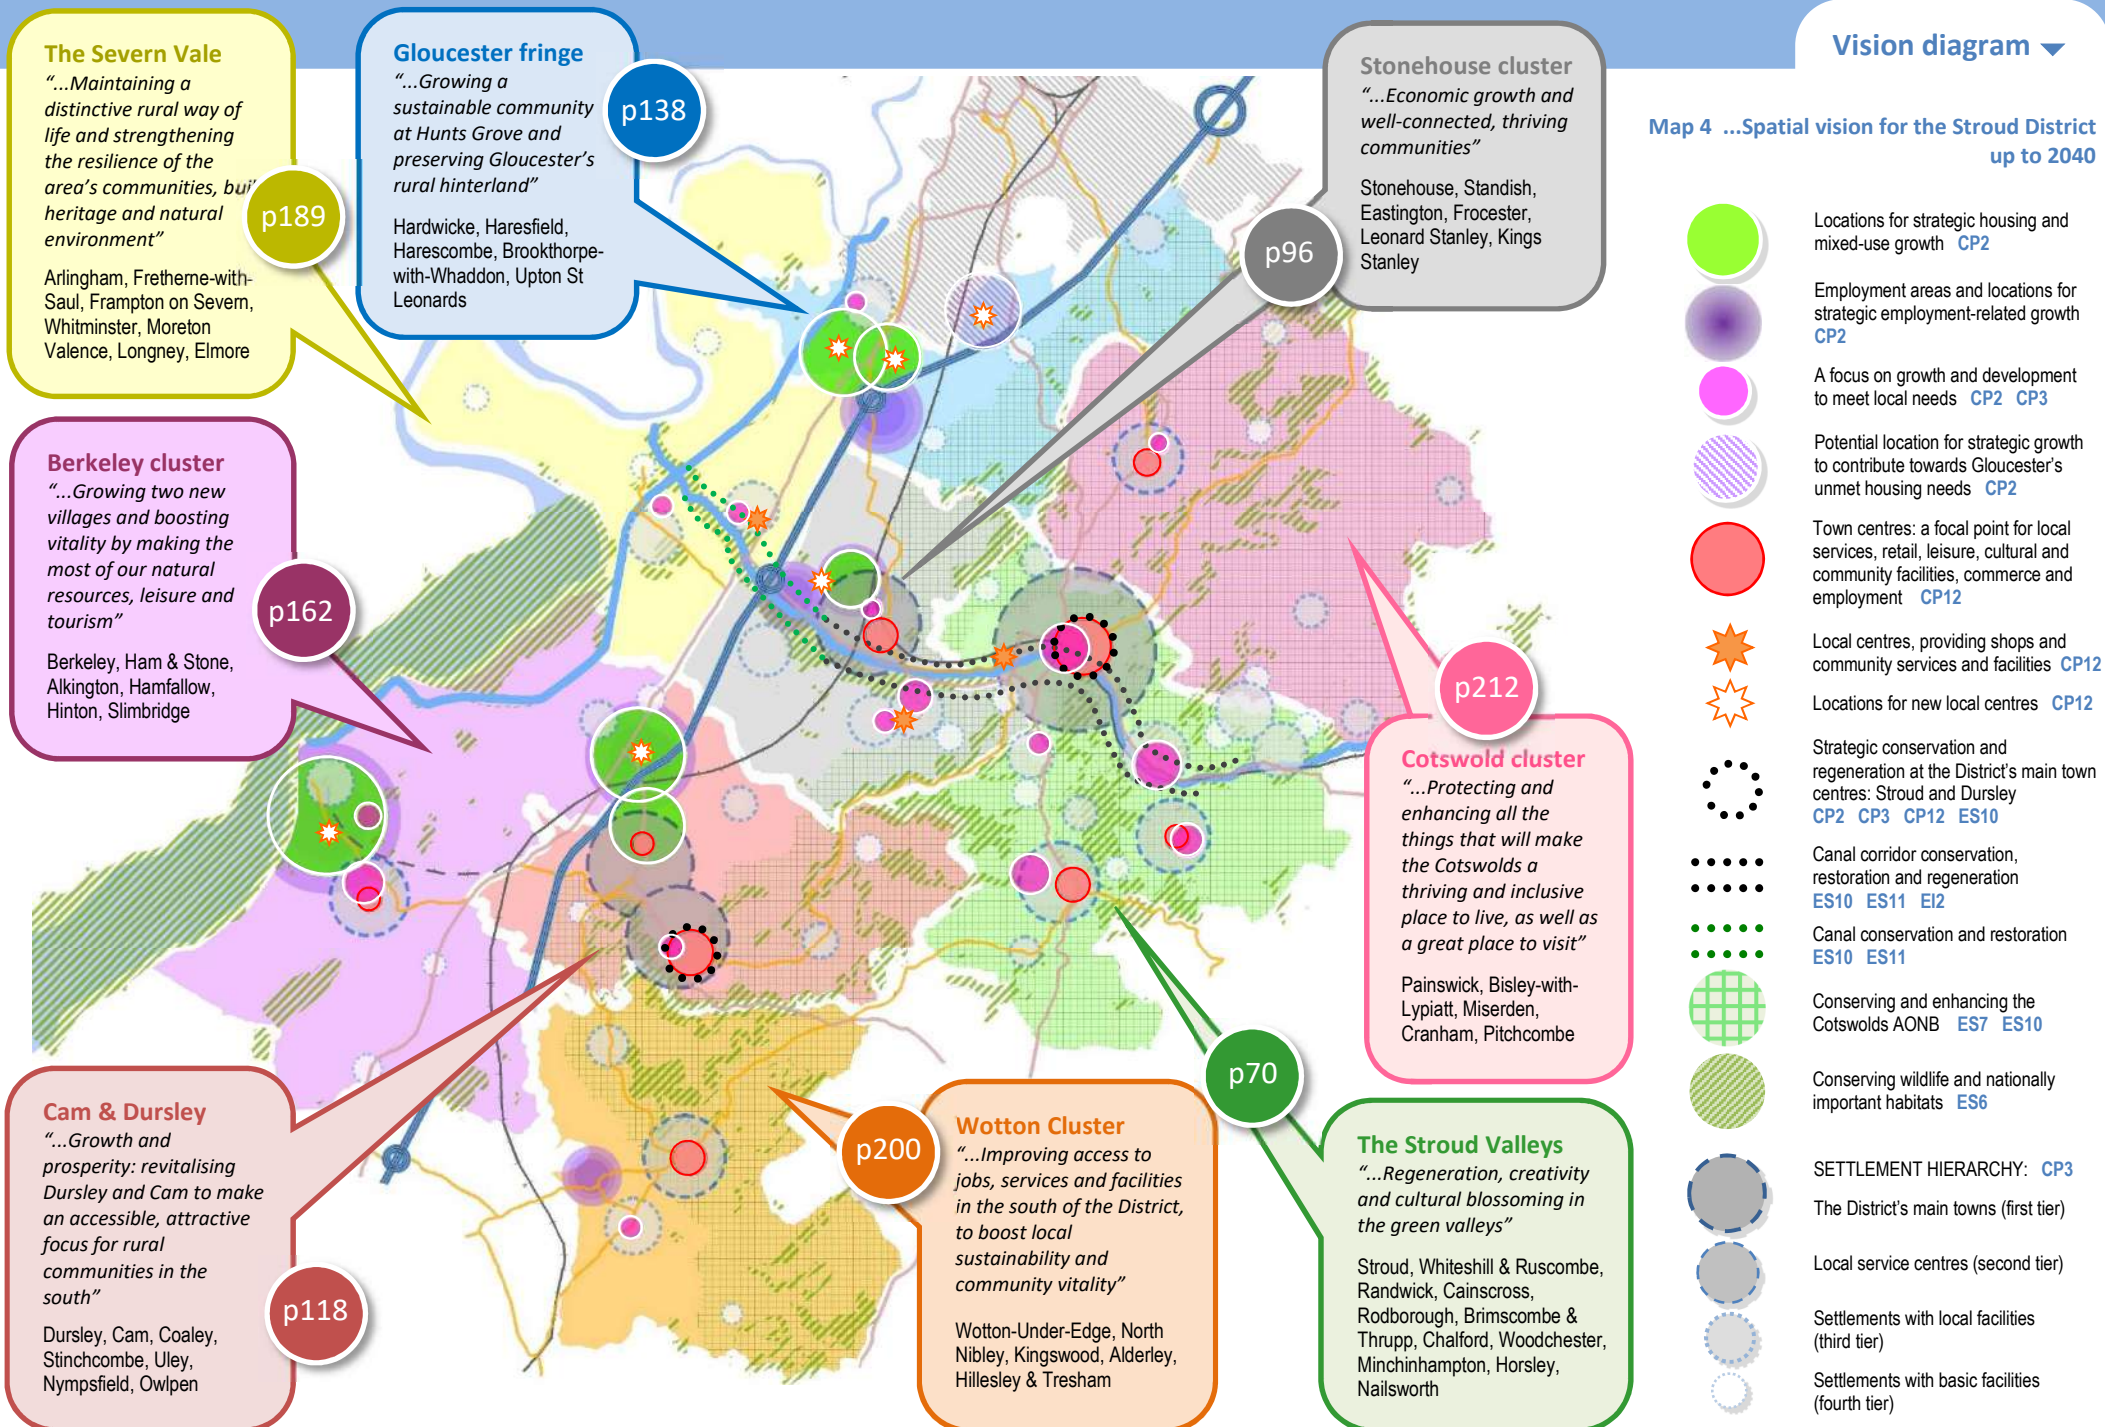 Vision diagram
Map 4 ...Spatial vision for the Stroud District
up to 2040
The Severn Vale
“...Maintaining a
distinctive rural way of
life and strengthening
the resilience of the
area’s communities,
heritage and natural
environment”
Arlingham, Fretherne-with-
Saul, Frampton on Severn,
Whitminster, Moreton
Valence, Longney, Elmore
p189
Gloucester fringe
“...Growing a
sustainable community
at Hunts Grove and
preserving Gloucester’s
rural hinterland”
Hardwicke, Haresfield,
Harescombe, Brookthorpe-
with-Whaddon, Upton St
Leonards
p138
Stonehouse cluster
“...Economic growth and
well-connected, thriving
communities”
Stonehouse, Standish,
Eastington, Frocester,
Leonard Stanley, Kings
Stanley
p96
Berkeley cluster
“...Growing two new
villages and boosting
vitality by making the
most of our natural
resources, leisure and
tourism”
Berkeley, Ham & Stone,
Alkington, Hamfallow,
Hinton, Slimbridge
p162
p212
Cotswold cluster
“...Protecting and
enhancing all the
things that will make
the Cotswolds a
thriving and inclusive
place to live, as well as
a great place to visit”
Painswick, Bisley-with-
Lypiatt, Miserden,
Cranham, Pitchcombe
Cam & Dursley
“...Growth and
prosperity: revitalising
Dursley and Cam to make
an accessible, attractive
focus for rural
communities in the
south”
Dursley, Cam, Coaley,
Stinchcombe, Uley,
Nympsfield, Owlpen
p118
p200
Wotton Cluster
“...Improving access to
jobs, services and facilities
in the south of the District,
to boost local
sustainability and
community vitality”
Wotton-Under-Edge, North
Nibley, Kingswood, Alderley,
Hillesley & Tresham
p70
The Stroud Valleys
“...Regeneration, creativity
and cultural blossoming in
the green valleys”
Stroud, Whiteshill & Ruscombe,
Randwick, Cainscross,
Rodborough, Brimscombe &
Thrupp, Chalford, Woodchester,
Minchinhampton, Horsley,
Nailsworth
Locations for strategic housing and
mixed-use growth CP2
Employment areas and locations for
strategic employment-related growth
CP2
A focus on growth and development
to meet local needs CP2 CP3
Potential location for strategic growth
to contribute towards Gloucester’s
unmet housing needs CP2
Town centres: a focal point for local
services, retail, leisure, cultural and
community facilities, commerce and
employment CP12
Local centres, providing shops and
community services and facilities CP12
Locations for new local centres CP12
Strategic conservation and
regeneration at the District’s main town
centres: Stroud and Dursley
CP2 CP3 CP12 ES10
Canal corridor conservation,
restoration and regeneration
ES10 ES11 EI2
Canal conservation and restoration
ES10 ES11
Conserving and enhancing the
Cotswolds AONB ES7 ES10
Conserving wildlife and nationally
important habitats ES6
SETTLEMENT HIERARCHY: CP3
The District’s main towns (first tier)
Local service centres (second tier)
Settlements with local facilities
(third tier)
Settlements with basic facilities
(fourth tier)